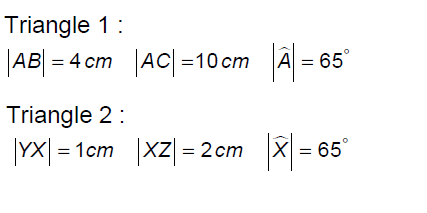 Triangle 1 :
|AB| = 4 cm |AC| =10 cm |Â| = 65°
Triangle 2 :
|YX| = 1cm |XZ| = 2cm |X̂| = 65°